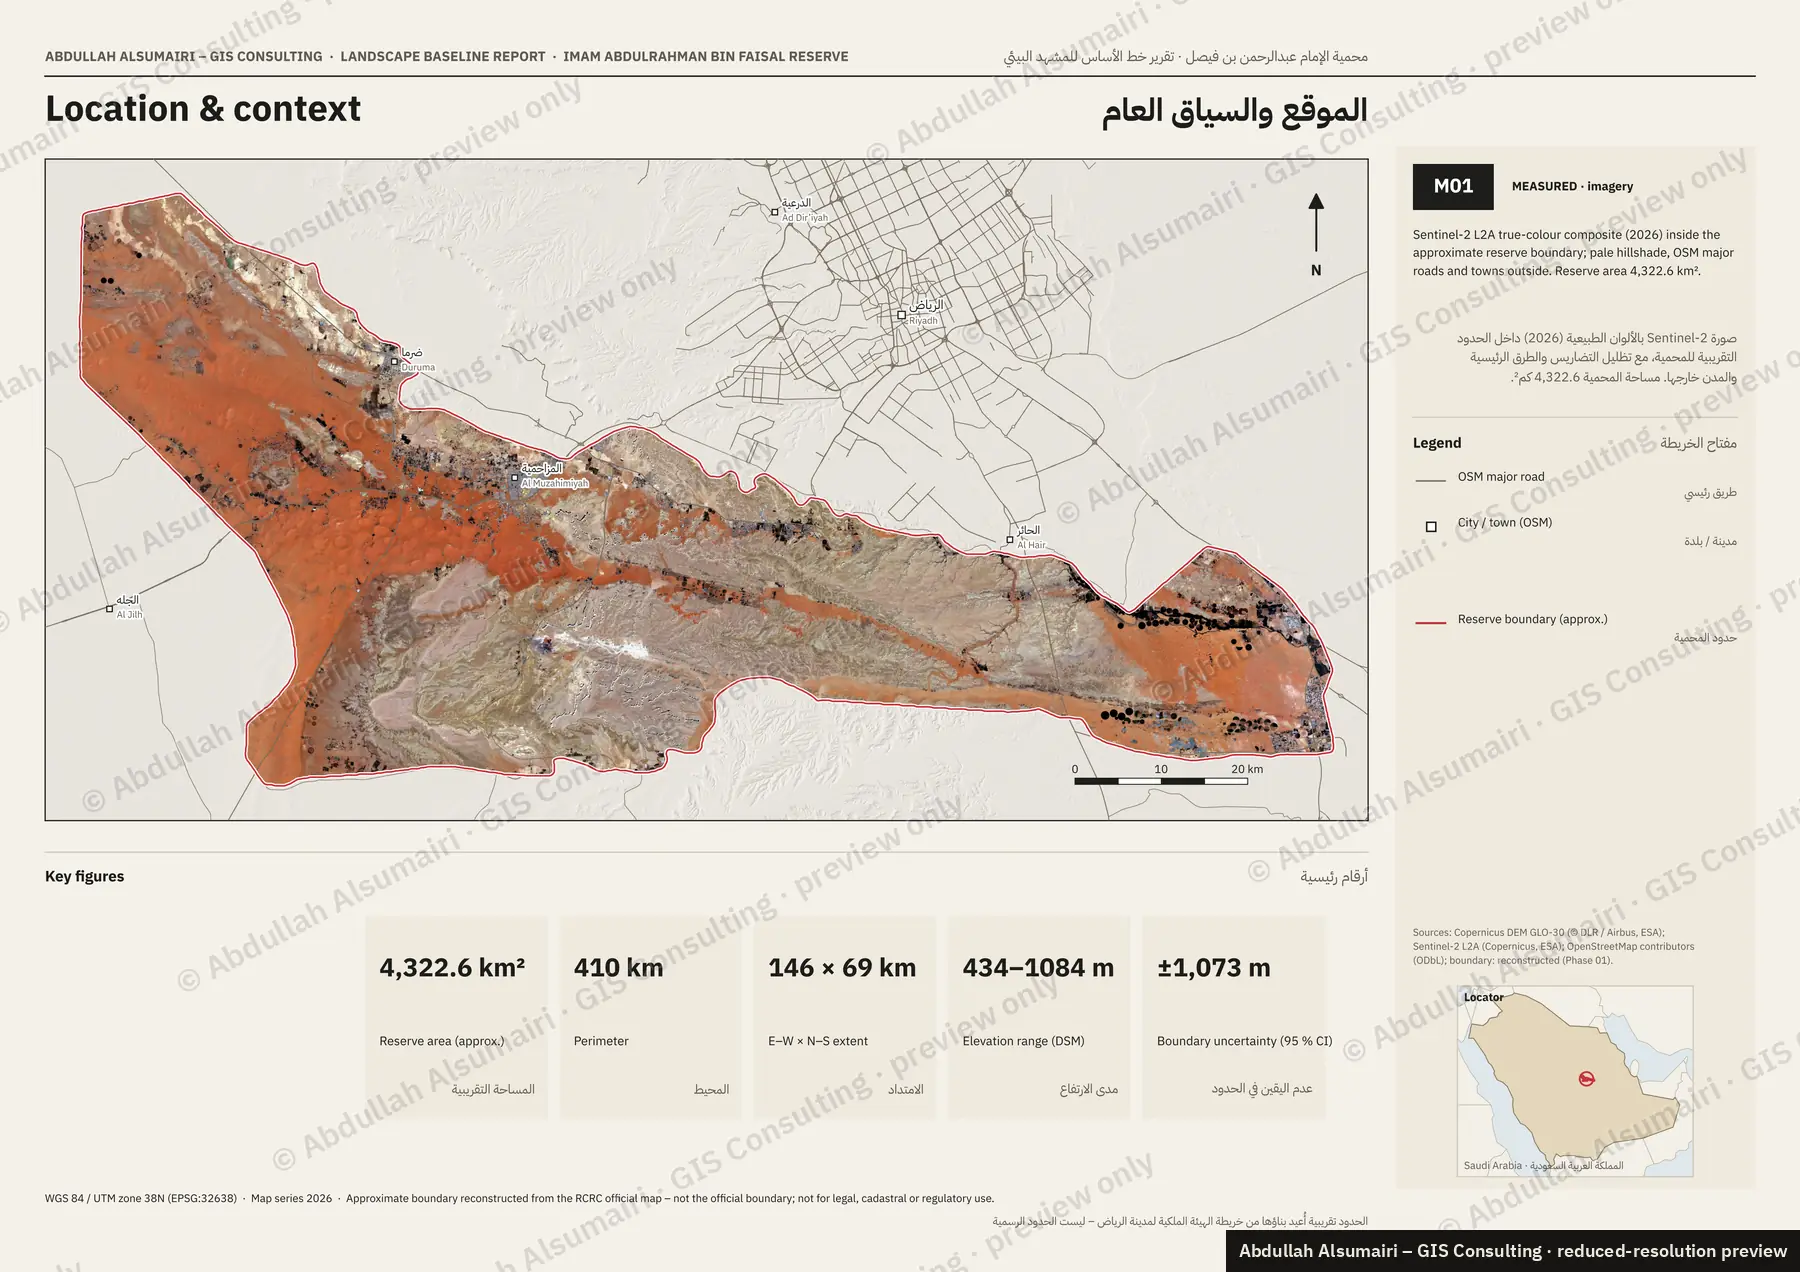 ABDULLAH ALSUMAIRI – GIS CONSULTING · LANDSCAPE BASELINE REPORT · IMAM ABDULRAHMAN BIN FAISAL RESERVE
محمية الإمام عبدالرحمن بن فيصل · تقرير خط الأساس للمشهد البيئي
Location & context
الموقع والسياق العام
الدرعية
Ad Dir'iyah
الرياض
Riyadh
N
ضرما
Duruma
المزاحمية
Al Muzahimiyah
الحائر
Al Hair
الجّله
Al Jilh
0 10 20 km
M01
MEASURED · imagery
Sentinel-2 L2A true-colour composite (2026) inside the
approximate reserve boundary; pale hillshade, OSM major
roads and towns outside. Reserve area 4,322.6 km².
صورة Sentinel-2 بالألوان الطبيعية (2026) داخل الحدود
التقريبية للمحمية، مع تظليل التضاريس والطرق الرئيسية
والمدن خارجها. مساحة المحمية 4,322.6 كم².
Legend
مفتاح الخريطة
OSM major road
طريق رئيسي
City / town (OSM)
مدينة / بلدة
Reserve boundary (approx.)
حدود المحمية
Sources: Copernicus DEM GLO-30 (© DLR / Airbus, ESA);
Sentinel-2 L2A (Copernicus, ESA); OpenStreetMap contributors
(ODbL); boundary: reconstructed (Phase 01).
Locator
Saudi Arabia · المملكة العربية السعودية
Key figures
أرقام رئيسية
4,322.6 km²
Reserve area (approx.)
المساحة التقريبية
410 km
Perimeter
المحيط
146 × 69 km
E–W × N–S extent
الامتداد
434–1084 m
Elevation range (DSM)
مدى الارتفاع
±1,073 m
Boundary uncertainty (95 % CI)
عدم اليقين في الحدود
WGS 84 / UTM zone 38N (EPSG:32638) · Map series 2026 · Approximate boundary reconstructed from the RCRC official map – not the official boundary; not for legal, cadastral or regulatory use.
الحدود تقريبية أُعيد بناؤها من خريطة الهيئة الملكية لمدينة الرياض – ليست الحدود الرسمية
Abdullah Alsumairi – GIS Consulting · reduced-resolution preview
© Abdullah Alsumairi · GIS Consulting · preview only